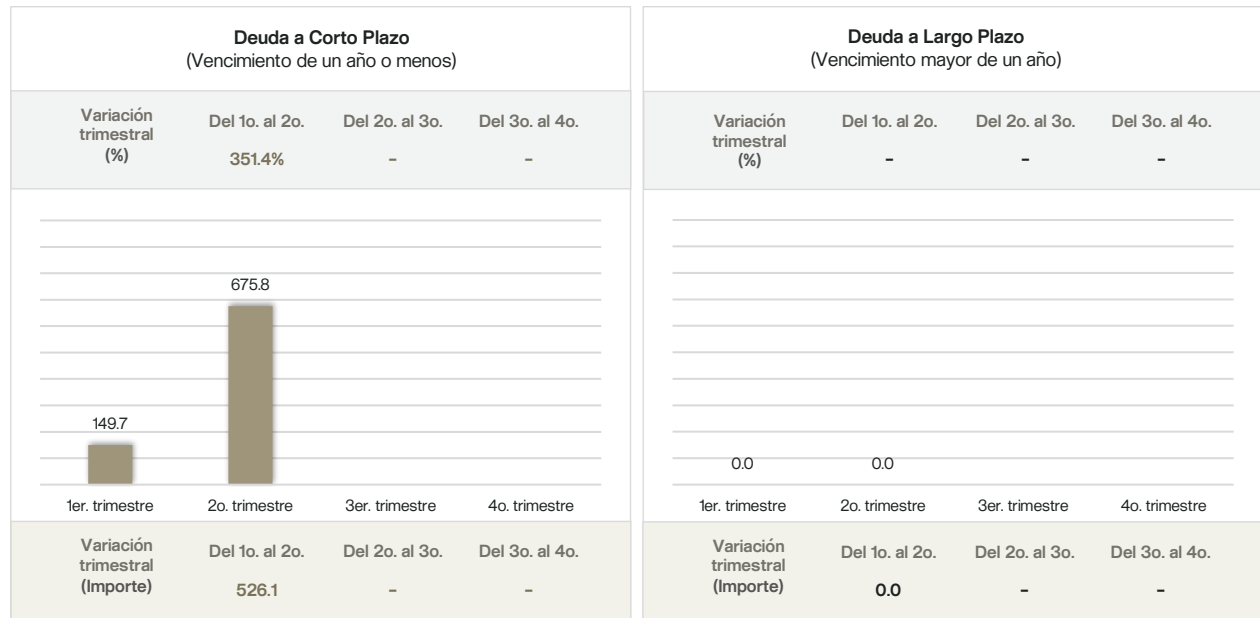 Deuda a Corto Plazo
(Vencimiento de un año o menos)
Variación
trimestral
(%)
Del 1o. al 2o.
Del 2o. al 3o.
Del 3o. al 4o.
351.4%
-
-
675.8
149.7
1er. trimestre
2o. trimestre
3er. trimestre
4o. trimestre
Variación
trimestral
(Importe)
Del 1o. al 2o.
Del 2o. al 3o.
Del 3o. al 4o.
526.1
-
-
Deuda a Largo Plazo
(Vencimiento mayor de un año)
Variación
trimestral
(%)
Del 1o. al 2o.
Del 2o. al 3o.
Del 3o. al 4o.
-
-
-
0.0
0.0
1er. trimestre
2o. trimestre
3er. trimestre
4o. trimestre
Variación
trimestral
(Importe)
Del 1o. al 2o.
Del 2o. al 3o.
Del 3o. al 4o.
0.0
-
-